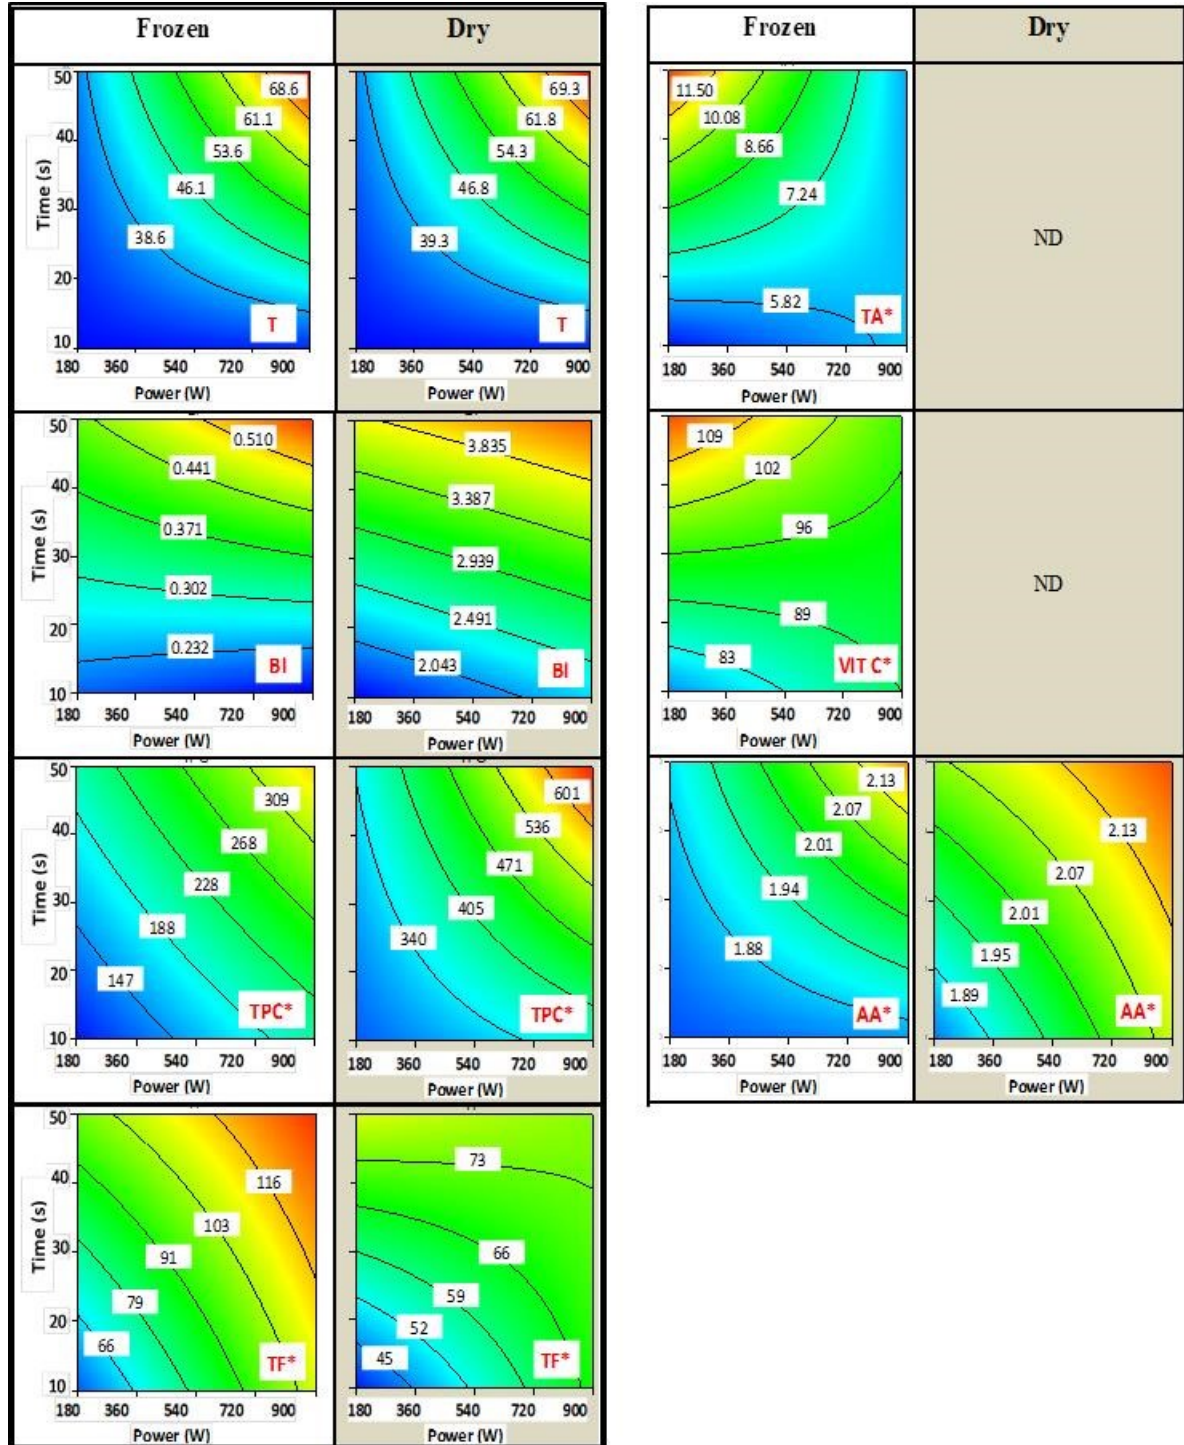 Frozen Dry
50 68.6 69.3
61.1 61.8
40
53.6 54.3
Time (s) 46.1 46.8
30
38.6 39.3
20
T T
10
180 360 540 720 900 180 360 540 720 900
Power (W) Power (W)
50 0.510 3.835
0.441
40 3.387
0.371
Time (s) 30 2.939
0.302
2.491
20
0.232 2.043
BI BI
10
180 360 540 720 900 180 360 540 720 900
Power (W) Power (W)
50
309 601
40 268 536
471
Time (s) 228
30 405
188 340
20 147
TPC* TPC*
10
180 360 540 720 900 180 360 540 720 900
Power (W) Power (W)
50
73
40 116
103
Time (s) 30 91 66
79 59
20 52
66 45
TF* TF*
10
180 360 540 720 900 180 360 540 720 900
Power (W) Power (W)
Frozen Dry
11.50
10.08
8.66
7.24
ND
5.82
TA*
180 360 540 720 900
Power (W)
109
102
96
ND
89
83
VIT C*
180 360 540 720 900
Power (W)
2.13
2.07 2.13
2.01
1.94 2.07
2.01
1.88 1.95
1.89
AA* AA*
180 360 540 720 900 180 360 540 720 900
Power (W) Power (W)